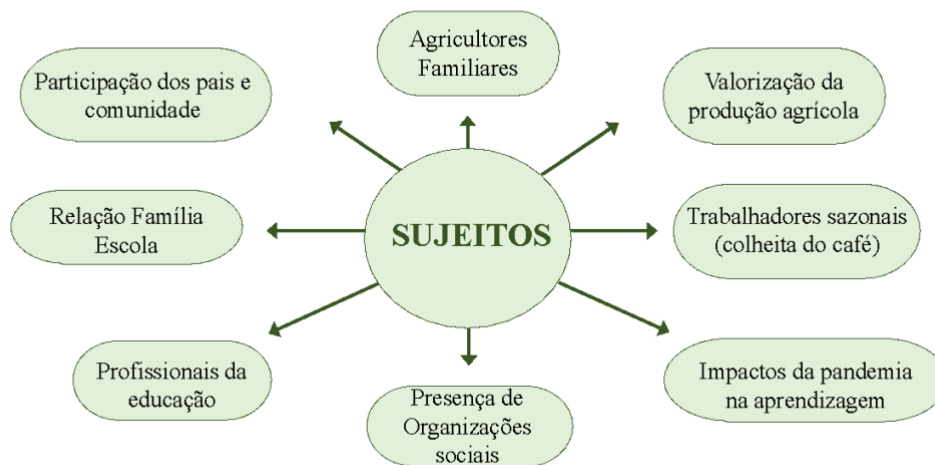 Agricultores
Familiares
Participação dos pais e
comunidade
Valorização da
produção agrícola
Relação Família
Escola
SUJEITOS
Trabalhadores sazonais
(colheita do café)
Profissionais da
educação
Presença de
Organizações
sociais
Impactos da pandemia
na aprendizagem